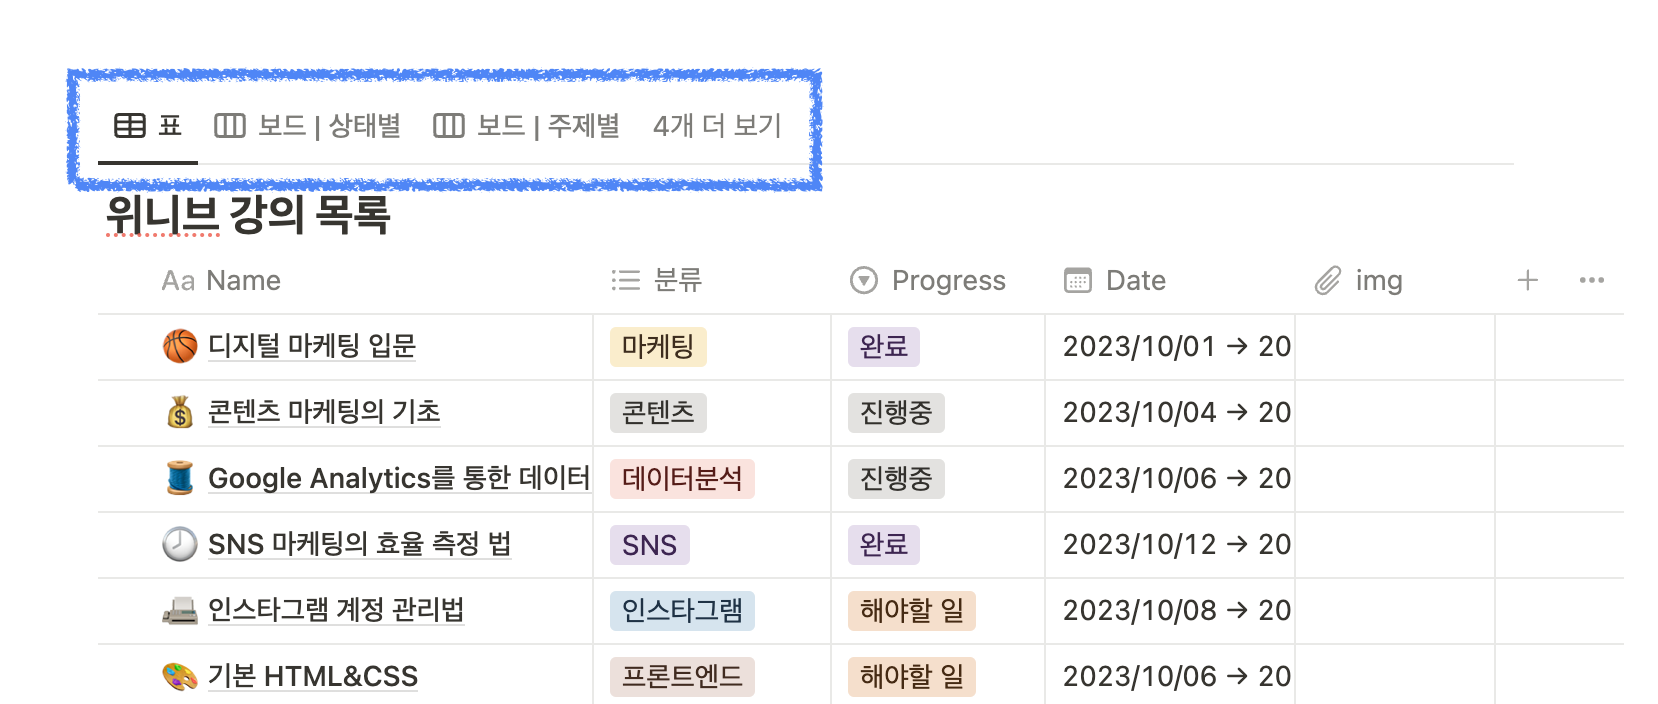 표 보드 | 상태별 보드 | 주제별 4개 더 보기
위니브 강의 목록
Aa Name 분류 Progress Date img
디지털 마케팅 입문 마케팅 완료 2023/10/01 → 20
콘텐츠 마케팅의 기초 콘텐츠 진행중 2023/10/04 → 20
Google Analytics를 통한 데이터 데이터분석 진행중 2023/10/06 → 20
SNS 마케팅의 효율 측정 법 SNS 완료 2023/10/12 → 20
인스타그램 계정 관리법 인스타그램 해야할 일 2023/10/08 → 20
기본 HTML&CSS 프론트엔드 해야할 일 2023/10/06 → 20